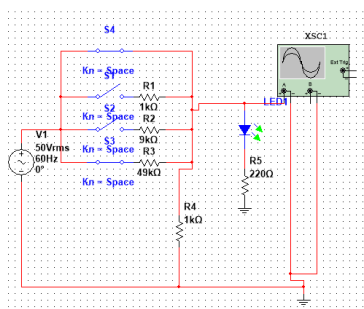 S4
XSC1
Ext Trig
A
B
Kn = Space
S1
R1
1kΩ
LED1
S2
Kn = Space
R2
9kΩ
S3
V1
50Vrms
60Hz
0°
Kn = Space
R3
49kΩ
Kn = Space
R5
220Ω
R4
1kΩ